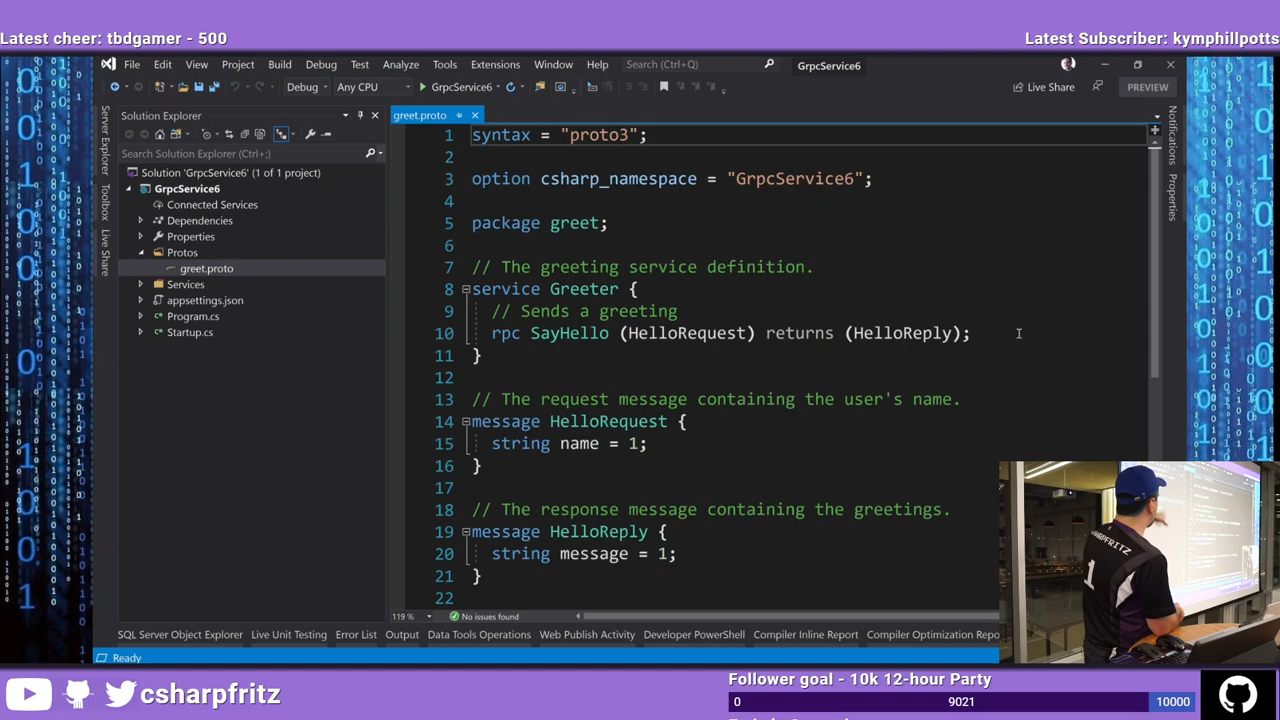 Latest cheer: tbdgamer - 500
Latest Subscriber: kymphillpotts
File Edit View Project Build Debug Test Analyze Tools Extensions Window Help Search (Ctrl+Q) GrpcService6
Debug Any CPU GrpcService6 Live Share PREVIEW
Solution Explorer
Search Solution Explorer (Ctrl+;)
Solution 'GrpcService6' (1 of 1 project)
GrpcService6
Connected Services
Dependencies
Properties
Protos
greet.proto
Services
appsettings.json
Program.cs
Startup.cs
Server Explorer
Toolbox
Live Share
greet.proto
1 syntax = "proto3";
2
3 option csharp_namespace = "GrpcService6";
4
5 package greet;
6
7 // The greeting service definition.
8 service Greeter {
9 // Sends a greeting
10 rpc SayHello (HelloRequest) returns (HelloReply);
11 }
12
13 // The request message containing the user's name.
14 message HelloRequest {
15 string name = 1;
16 }
17
18 // The response message containing the greetings.
19 message HelloReply {
20 string message = 1;
21 }
22
Notifications
Properties
119 % No issues found
SQL Server Object Explorer Live Unit Testing Error List Output Data Tools Operations Web Publish Activity Developer PowerShell Compiler Inline Report Compiler Optimization Repo
Ready
CSHARPFRITZ
1
csharpfritz
Follower goal - 10k 12-hour Party
0 9021 10000